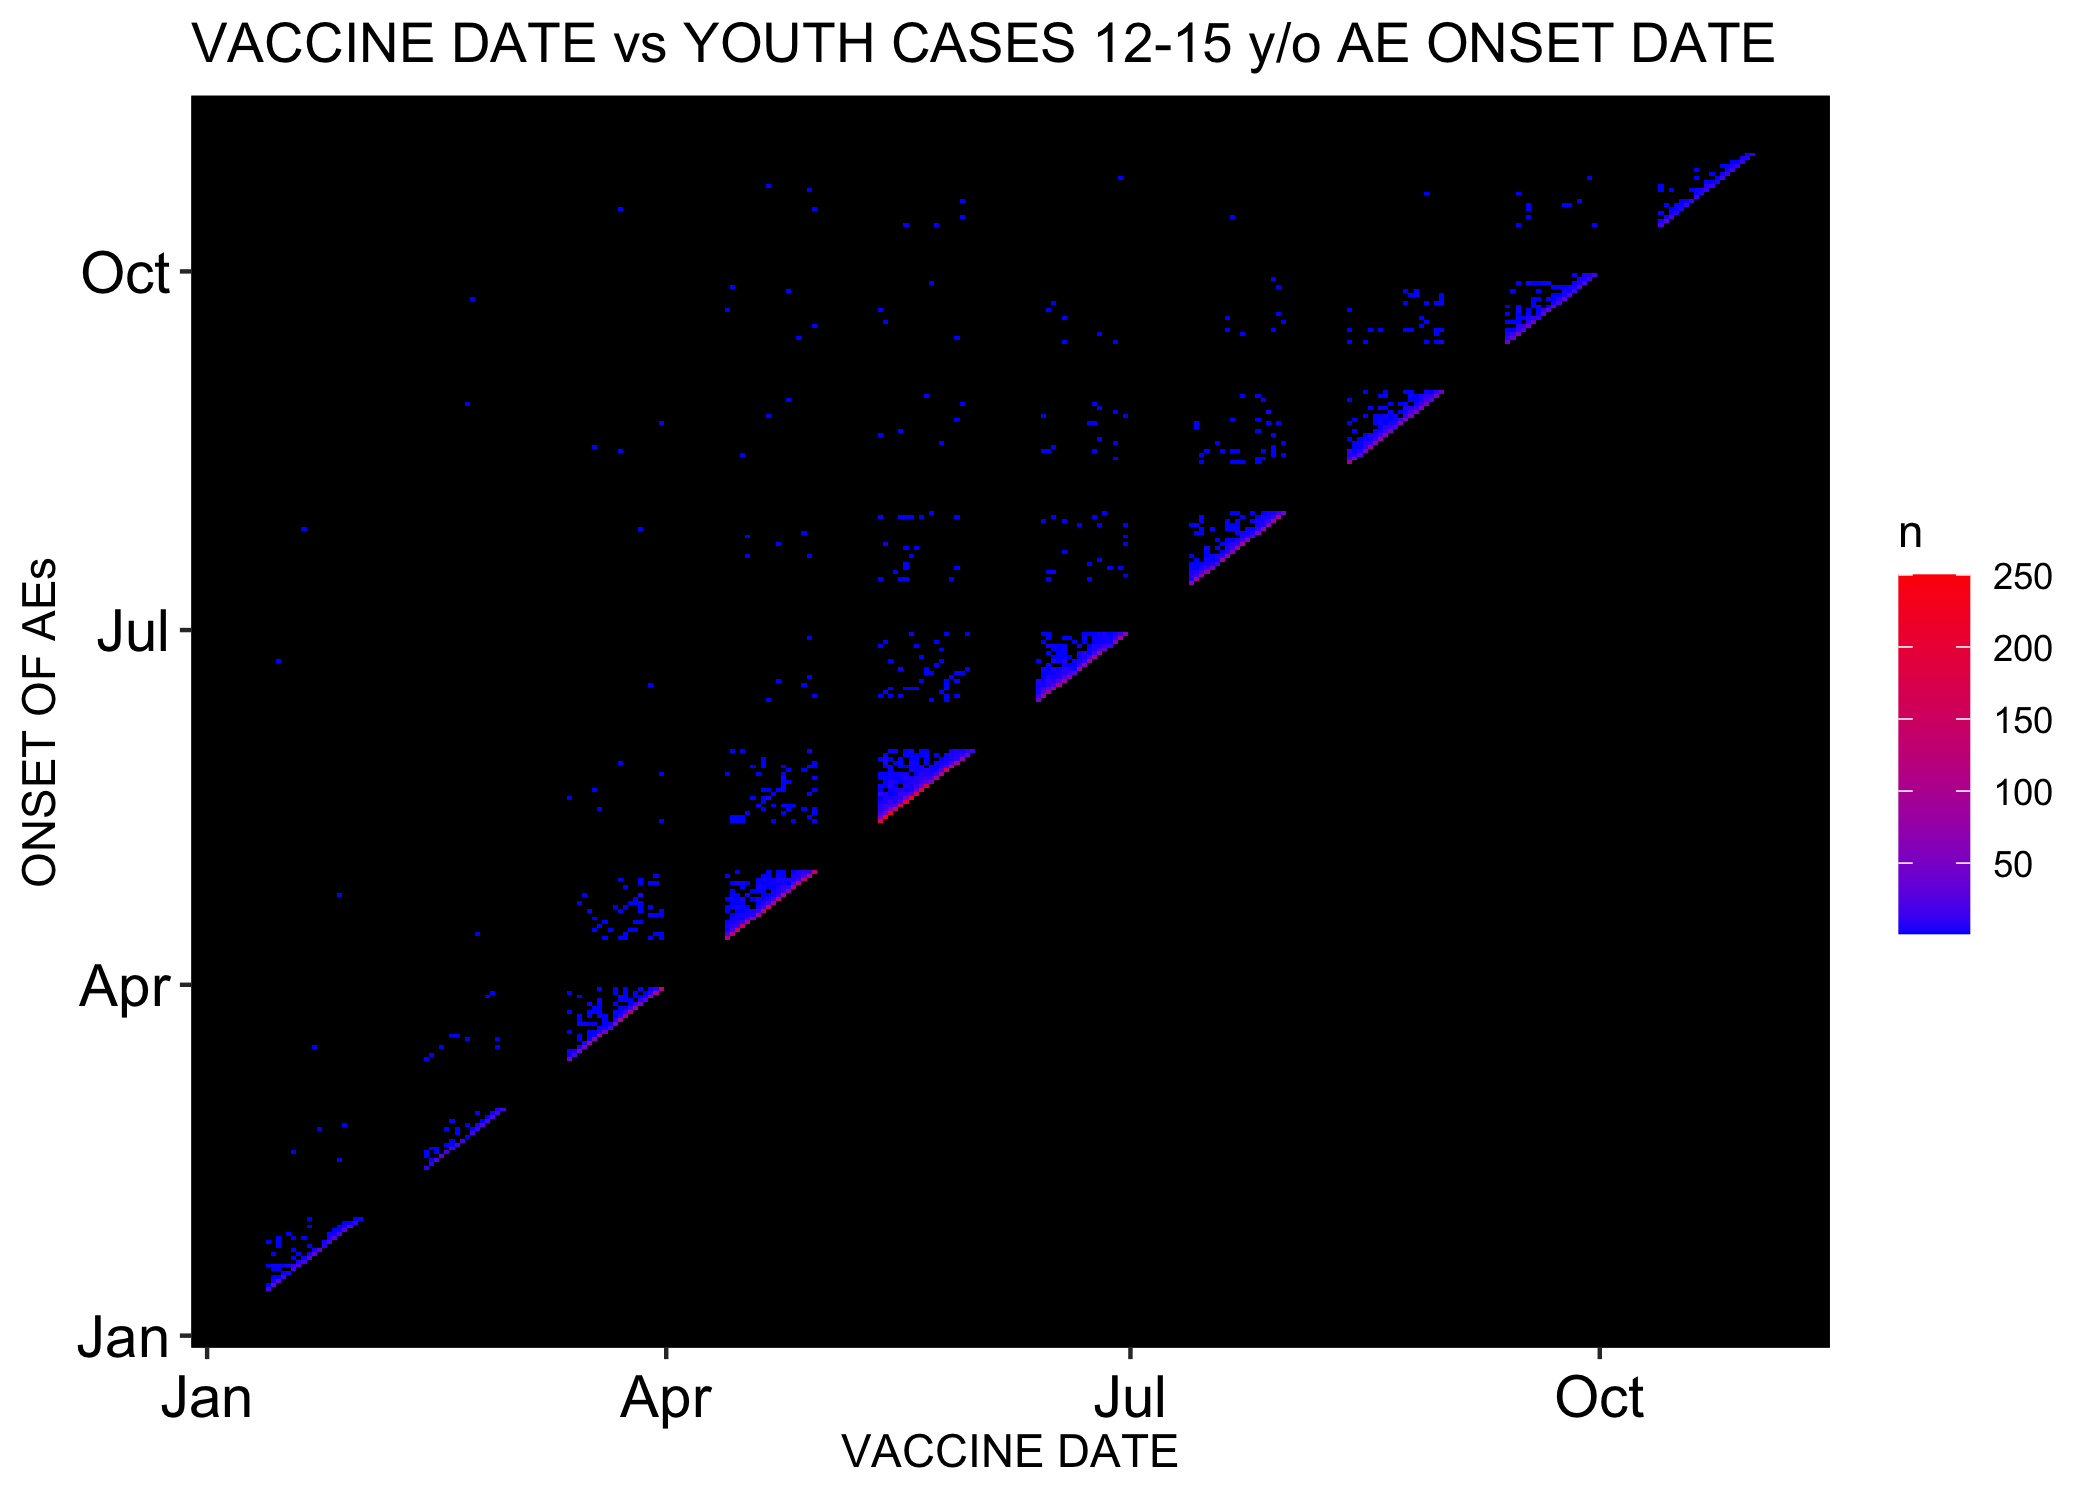 VACCINE DATE vs YOUTH CASES 12-15 y/o AE ONSET DATE
ONSET OF AEs
Oct
Jul
Apr
Jan
Jan
Apr
Jul
Oct
VACCINE DATE
n
250
200
150
100
50